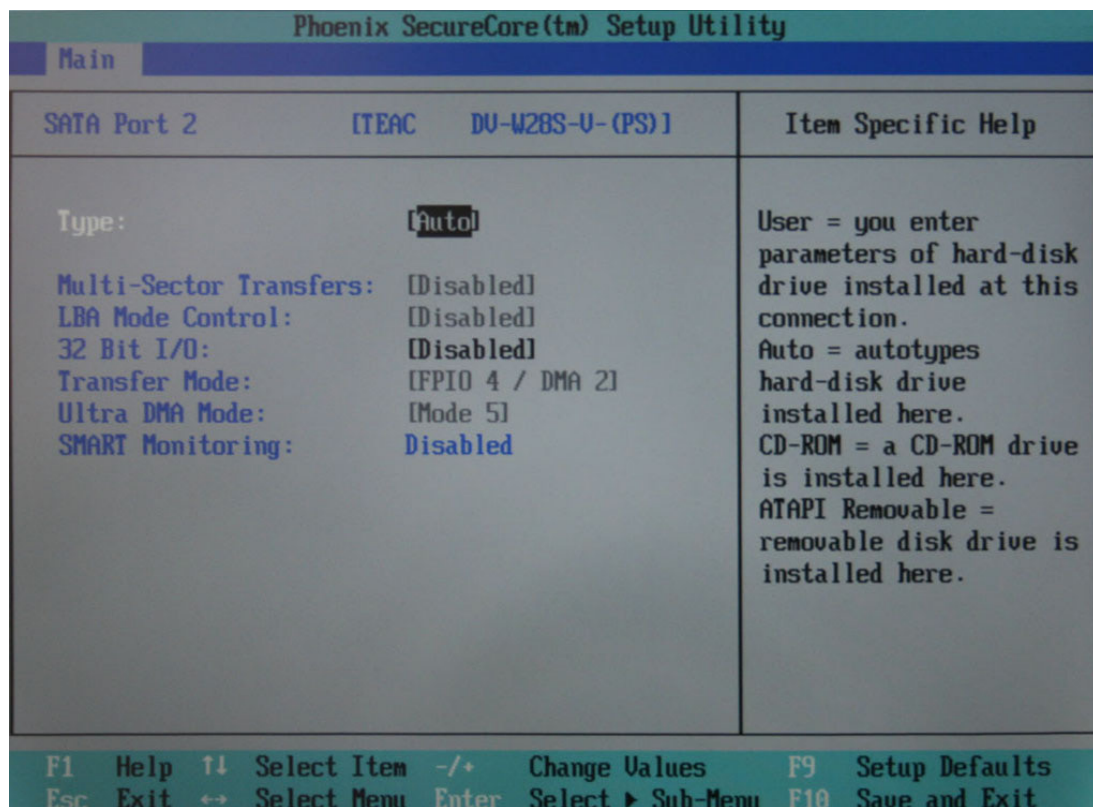 Phoenix SecureCore(tm) Setup Utility
Main
SATA Port 2 [TEAC DV-W28S-V-(PS)]
Item Specific Help
Type: [Auto]
Multi-Sector Transfers: [Disabled]
LBA Mode Control: [Disabled]
32 Bit I/O: [Disabled]
Transfer Mode: [FPIO 4 / DMA 2]
Ultra DMA Mode: [Mode 5]
SMART Monitoring: Disabled
User = you enter
parameters of hard-disk
drive installed at this
connection.
Auto = autotypes
hard-disk drive
installed here.
CD-ROM = a CD-ROM drive
is installed here.
ATAPI Removable =
removable disk drive is
installed here.
F1 Help ↑↓ Select Item -/+ Change Values F9 Setup Defaults
Esc Exit ↔ Select Menu Enter Select ▶ Sub-Menu F10 Save and Exit